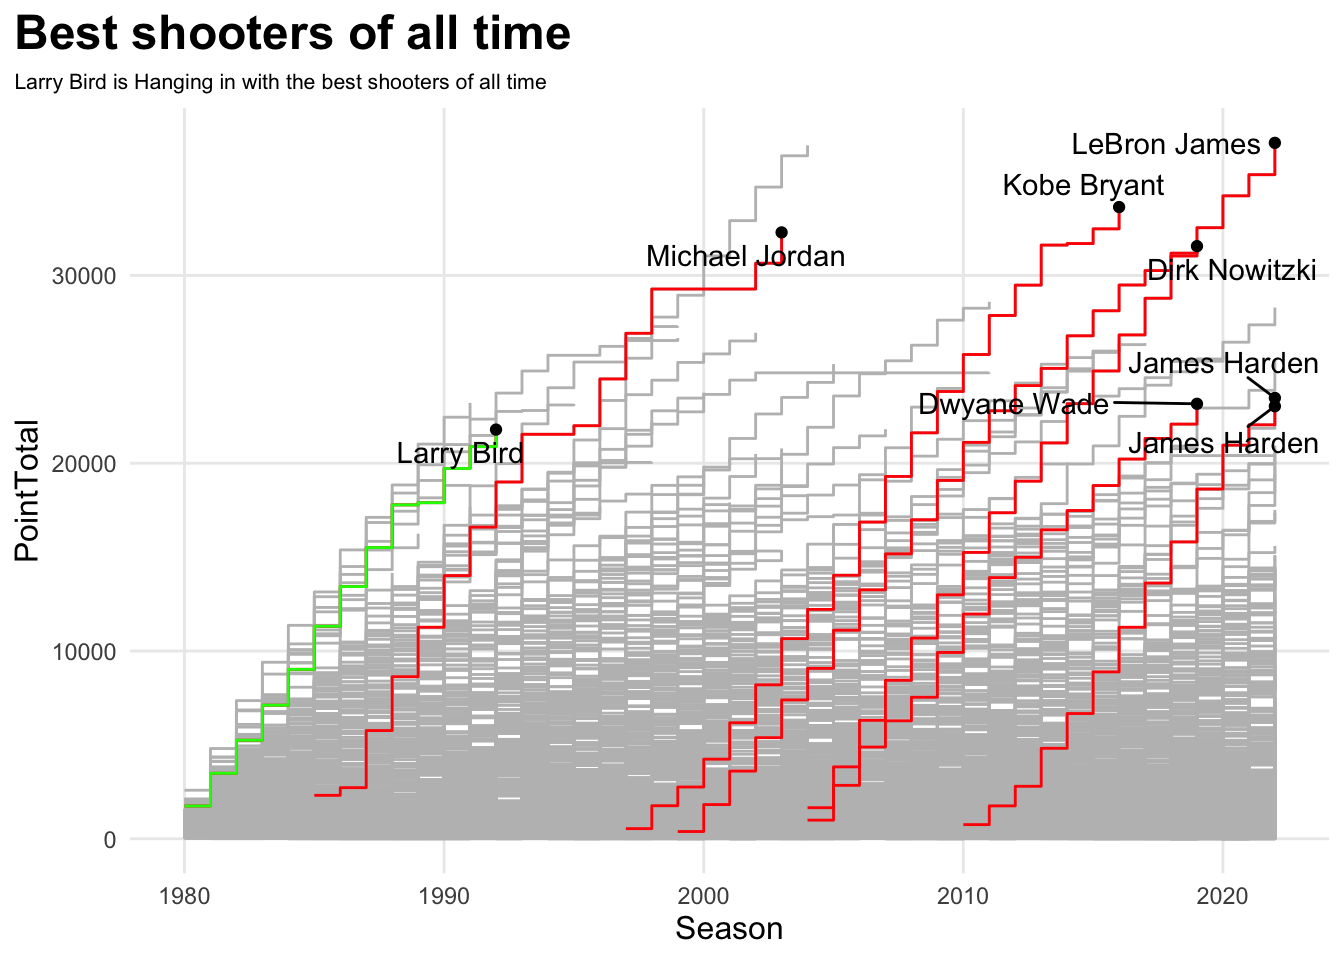 Best shooters of all time
Larry Bird is Hanging in with the best shooters of all time
LeBron James
Kobe Bryant
Michael Jordan
Dirk Nowitzki
James Harden
Dwyane Wade
James Harden
Larry Bird
PointTotal
30000
20000
10000
0
1980 1990 2000 2010 2020
Season